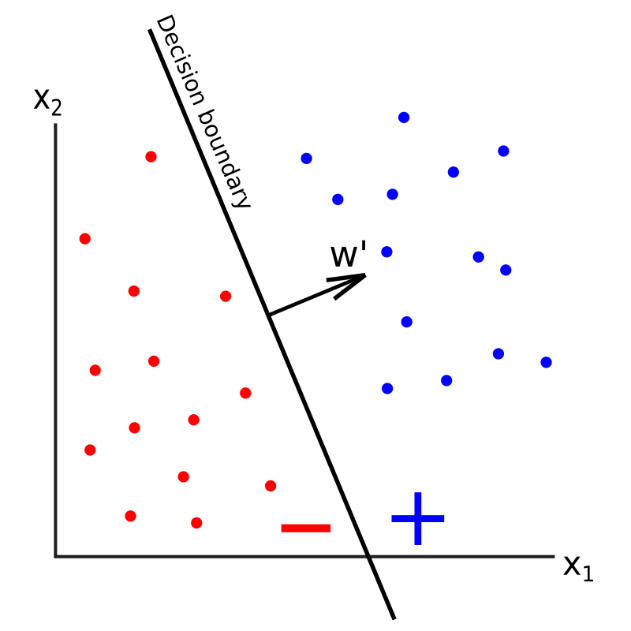 Decision boundary
x₂
w'
x₁